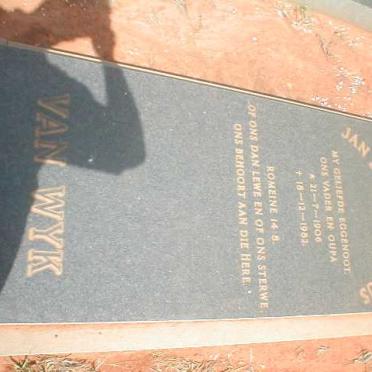 JAN
US
MY GELIEFDE EGGENOOT.
ONS VADER EN OUPA
* 21-7-1906
† 18-12-1982.
ROMEINE 14-8.
OF ONS DAN LEWE EN OF ONS STERWE,
ONS BEHOORT AAN DIE HERE.
VAN WYK